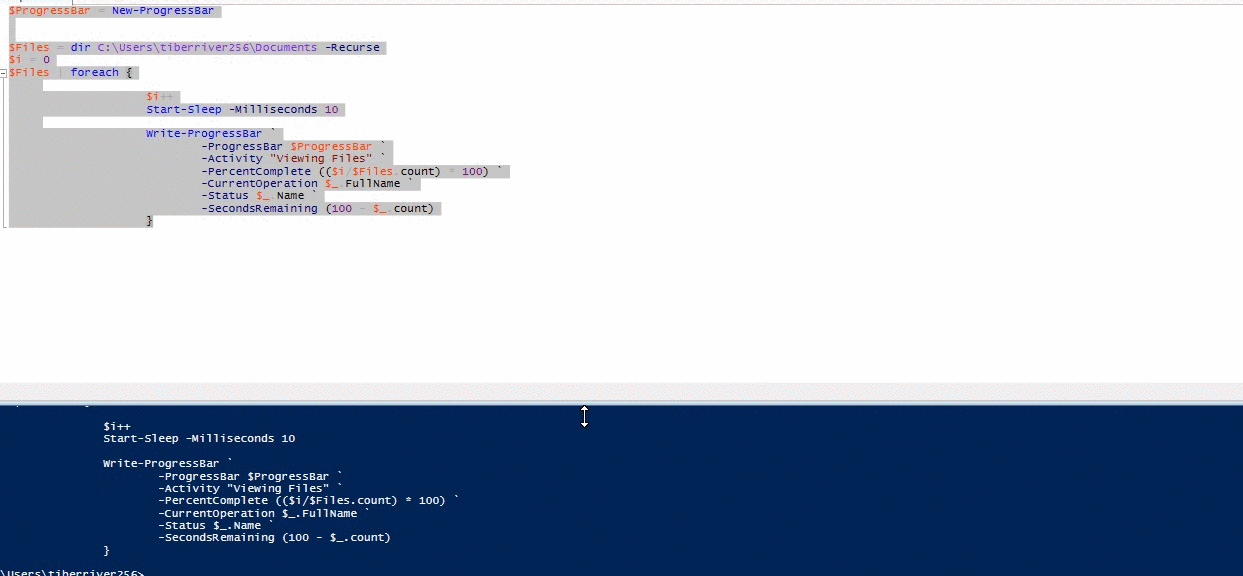 $ProgressBar = New-ProgressBar
$Files = dir C:\Users\tiberriver256\Documents -Recurse
$i = 0
$Files | foreach {
$i++
Start-Sleep -Milliseconds 10
Write-ProgressBar `
-ProgressBar $ProgressBar `
-Activity "Viewing Files" `
-PercentComplete (($i/$Files.count) * 100) `
-CurrentOperation $_.FullName `
-Status $_.Name `
-SecondsRemaining (100 - $_.count)
}
$i++
Start-Sleep -Milliseconds 10
Write-ProgressBar `
-ProgressBar $ProgressBar `
-Activity "Viewing Files" `
-PercentComplete (($i/$Files.count) * 100) `
-CurrentOperation $_.FullName `
-Status $_.Name `
-SecondsRemaining (100 - $_.count)
}
\Users\tiberriver256>